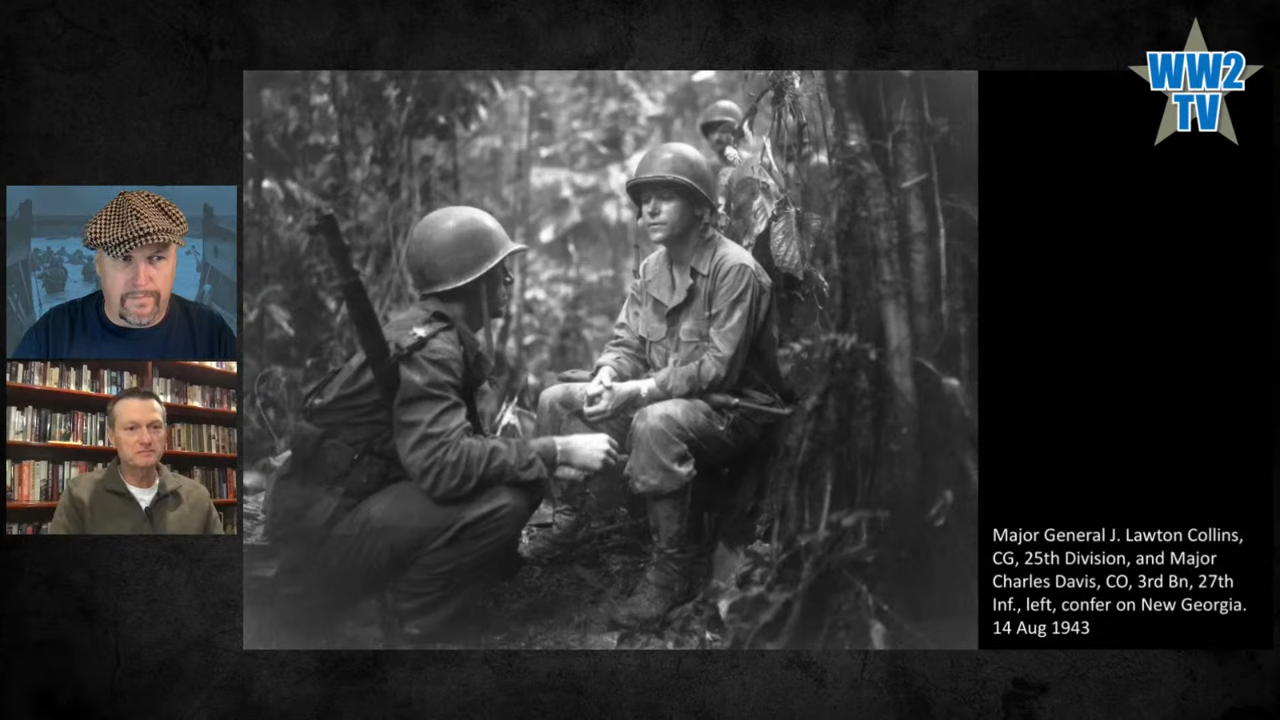 WW2
TV
Major General J. Lawton Collins,
CG, 25th Division, and Major
Charles Davis, CO, 3rd Bn, 27th
Inf., left, confer on New Georgia.
14 Aug 1943